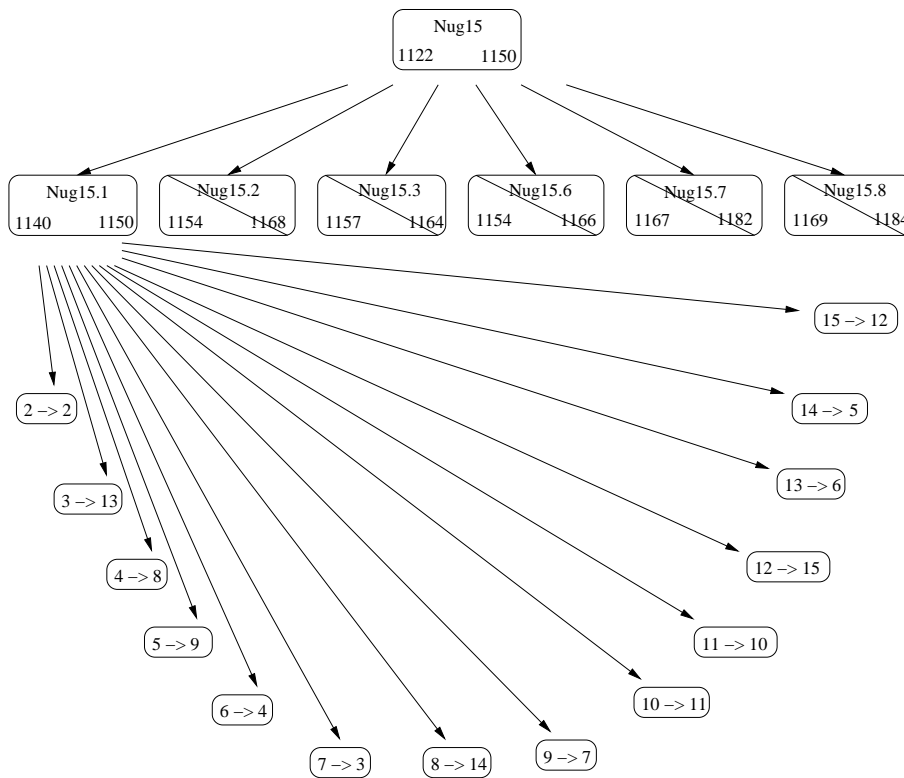 Nug15
1122 1150
Nug15.1 Nug15.2 Nug15.3 Nug15.6 Nug15.7 Nug15.8
1140 1150 1154 1168 1157 1164 1154 1166 1167 1182 1169 1184
15 –> 12
2 –> 2
14 –> 5
13 –> 6
3 –> 13
12 –> 15
4 –> 8
5 –> 9
11 –> 10
10 –> 11
6 –> 4
9 –> 7
7 –> 3
8 –> 14